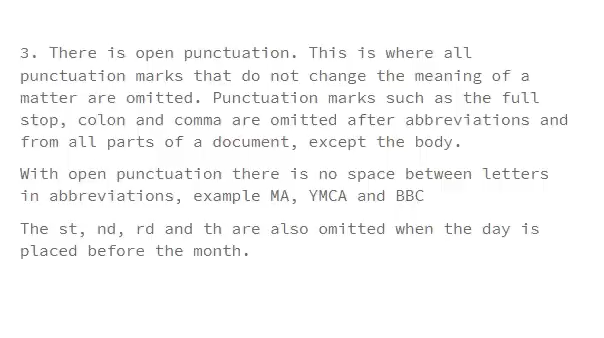 3. There is open punctuation. This is where all
punctuation marks that do not change the meaning of a
matter are omitted. Punctuation marks such as the full
stop, colon and comma are omitted after abbreviations and
from all parts of a document, except the body.
With open punctuation there is no space between letters
in abbreviations, example MA, YMCA and BBC
The st, nd, rd and th are also omitted when the day is
placed before the month.